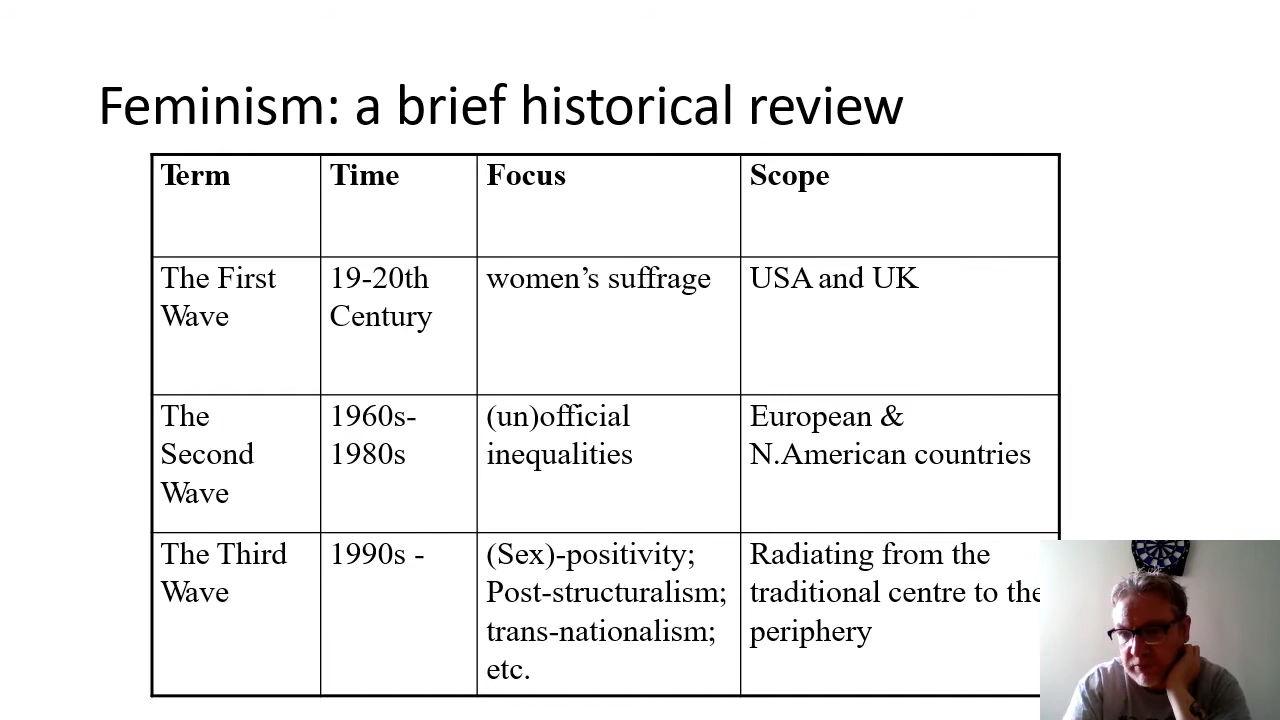 Feminism: a brief historical review
Term Time Focus Scope
The First 19-20th women's suffrage USA and UK
Wave Century
The 1960s- (un)official European &
Second 1980s inequalities N.American countries
Wave
The Third 1990s - (Sex)-positivity; Radiating from the
Wave Post-structuralism; traditional centre to the
trans-nationalism; periphery
etc.